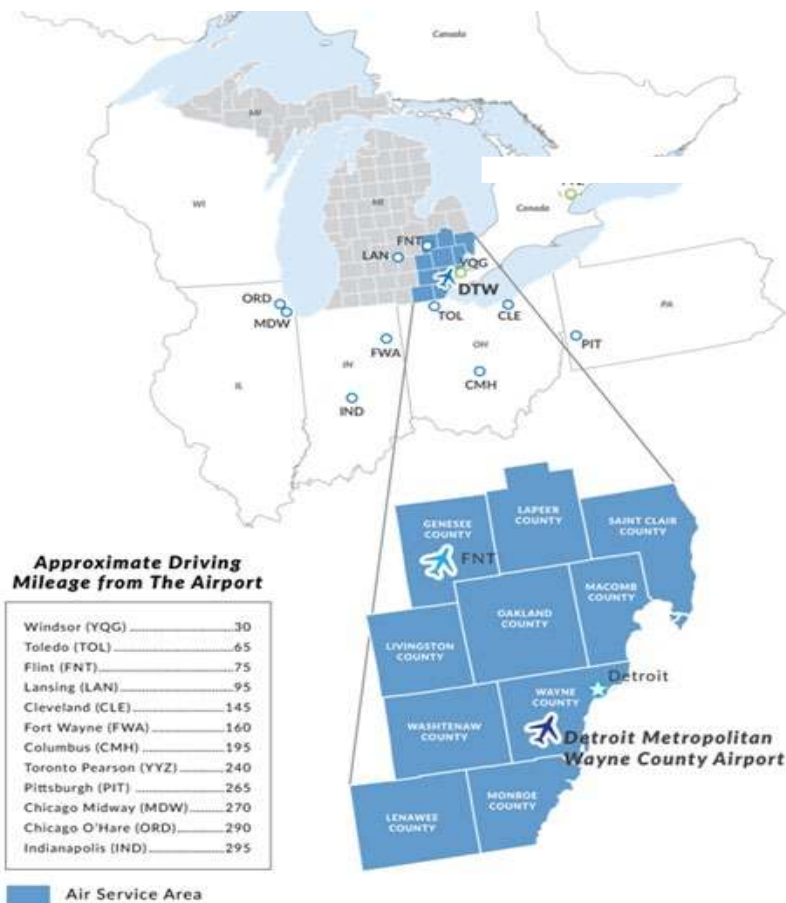 Canada
MI
WI
MI
Canada
FNT
LAN
YQG
DTW
ORD
MDW
TOL
CLE
PA
FWA
OH
PIT
IN
CMH
IL
IND
GENESEE
COUNTY
LAPEER
COUNTY
SAINT CLAIR
COUNTY
FNT
MACOMB
COUNTY
OAKLAND
COUNTY
LIVINGSTON
COUNTY
Detroit
WAYNE
COUNTY
WASHTENAW
COUNTY
Detroit Metropolitan
Wayne County Airport
MONROE
COUNTY
LENAWEE
COUNTY
Approximate Driving
Mileage from The Airport
Windsor (YQG) 30
Toledo (TOL) 65
Flint (FNT) 75
Lansing (LAN) 95
Cleveland (CLE) 145
Fort Wayne (FWA) 160
Columbus (CMH) 195
Toronto Pearson (YYZ) 240
Pittsburgh (PIT) 265
Chicago Midway (MDW) 270
Chicago O'Hare (ORD) 290
Indianapolis (IND) 295
Air Service Area